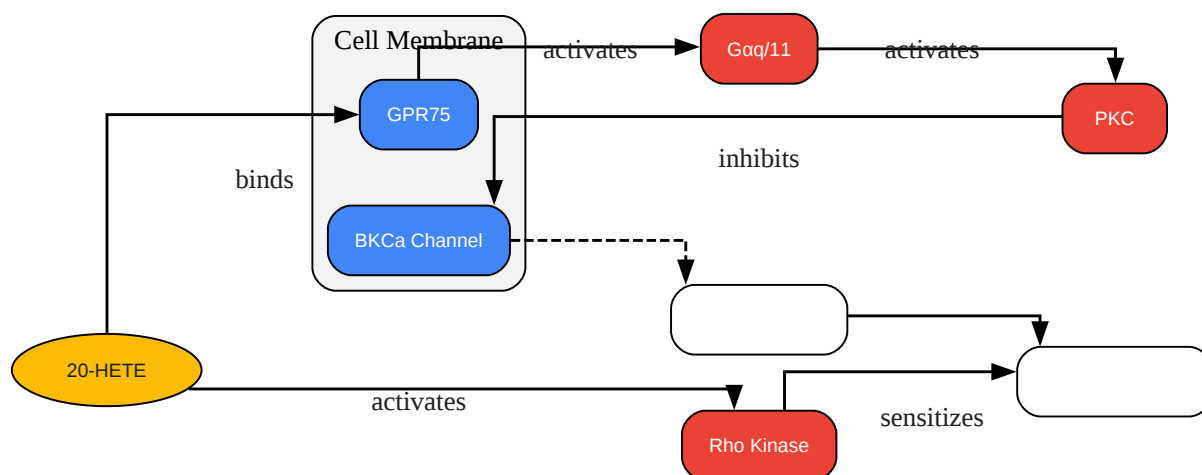 Cell Membrane
activates
Gαq/11
activates
GPR75
PKC
inhibits
binds
BKCa Channel
20-HETE
activates
sensitizes
Rho Kinase